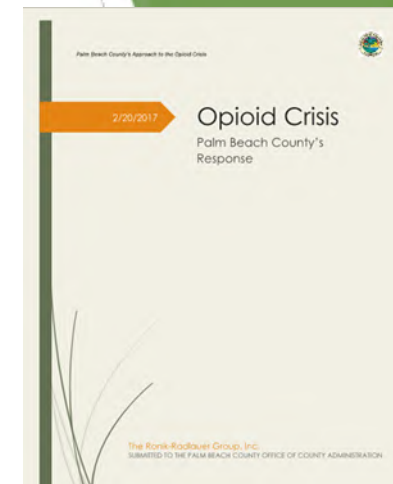 Palm Beach County's Approach to the Opioid Crisis
2/20/2017
Opioid Crisis
Palm Beach County's
Response
The Ronik-Radlauer Group, Inc.
SUBMITTED TO THE PALM BEACH COUNTY OFFICE OF COUNTY ADMINISTRATION